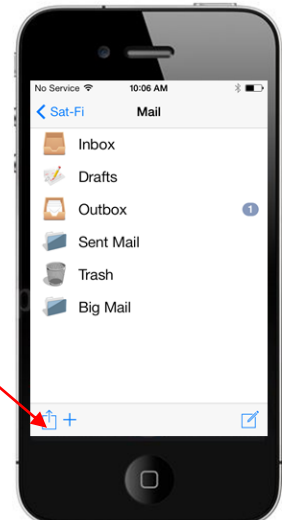 No Service 10:06 AM
Sat-Fi Mail
Inbox
Drafts
Outbox 1
Sent Mail
Trash
Big Mail